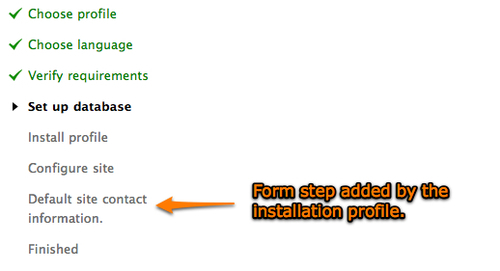 Choose profile
Choose language
Verify requirements
Set up database
Install profile
Configure site
Default site contact
information.
Form step added by the
installation profile.
Finished